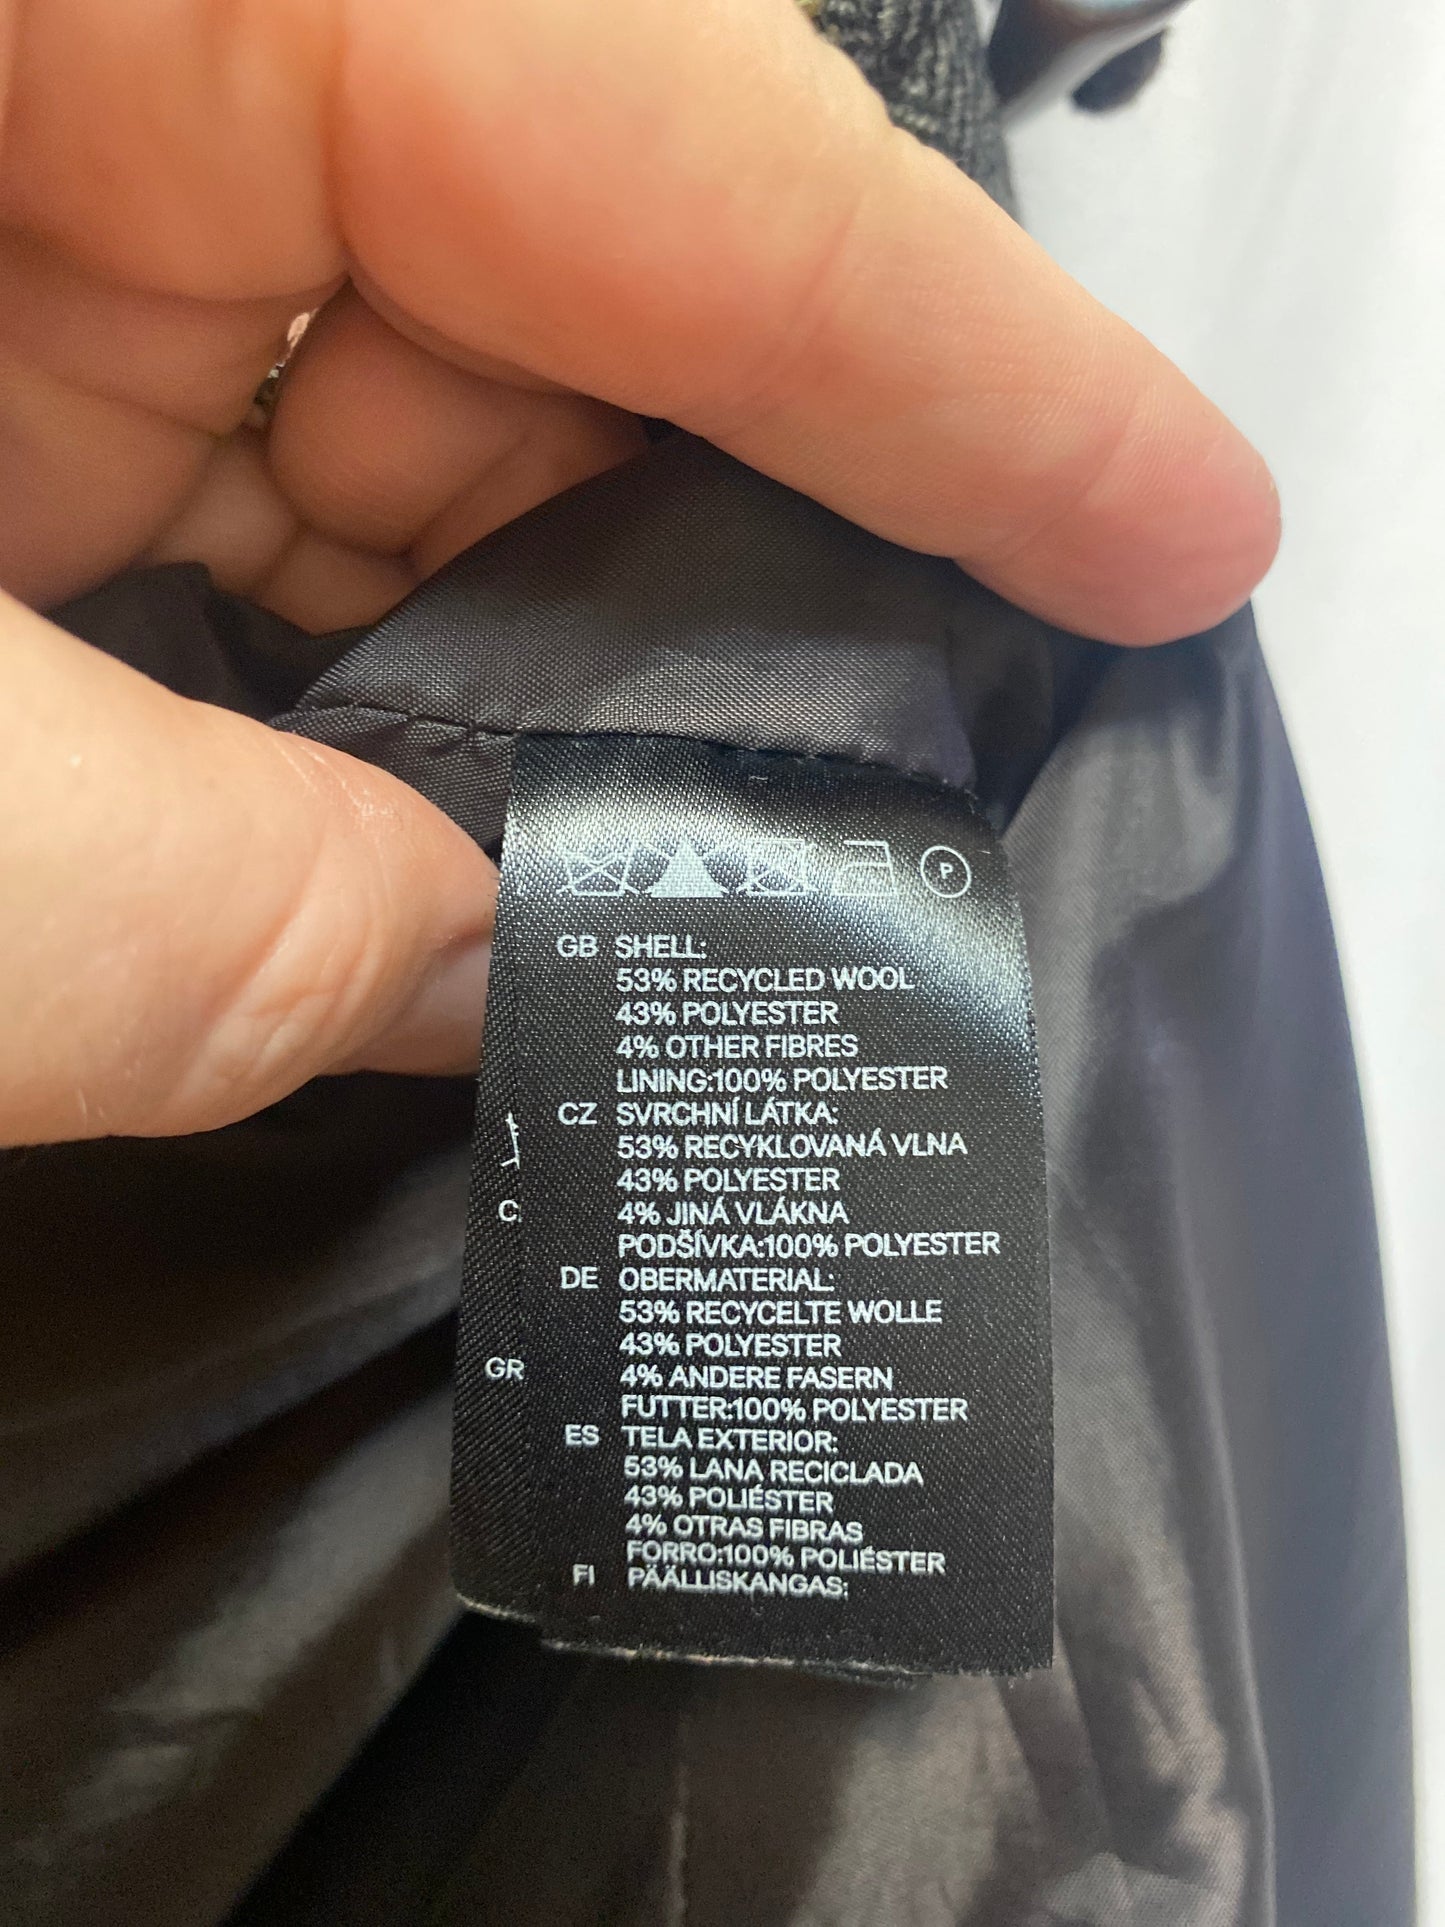 P
GB SHELL:
53% RECYCLED WOOL
43% POLYESTER
4% OTHER FIBRES
LINING:100% POLYESTER
CZ SVRCHNÍ LÁTKA:
53% RECYKLOVANÁ VLNA
43% POLYESTER
C. 4% JINÁ VLÁKNA
PODŠÍVKA:100% POLYESTER
DE OBERMATERIAL:
53% RECYCELTE WOLLE
43% POLYESTER
GR 4% ANDERE FASERN
FUTTER:100% POLYESTER
ES TELA EXTERIOR:
53% LANA RECICLADA
43% POLIÉSTER
4% OTRAS FIBRAS
FORRO:100% POLIÉSTER
FI PÄÄLLISKANGAS: